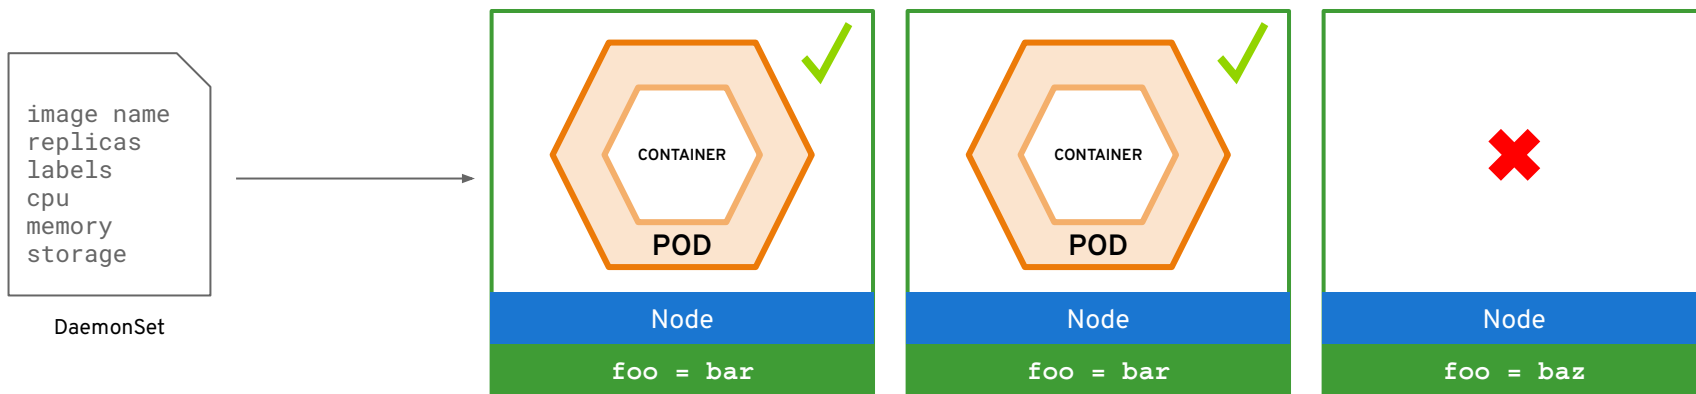 image name
replicas
labels
cpu
memory
storage
DaemonSet
CONTAINER
POD
Node
foo = bar
CONTAINER
POD
Node
foo = bar
Node
foo = baz